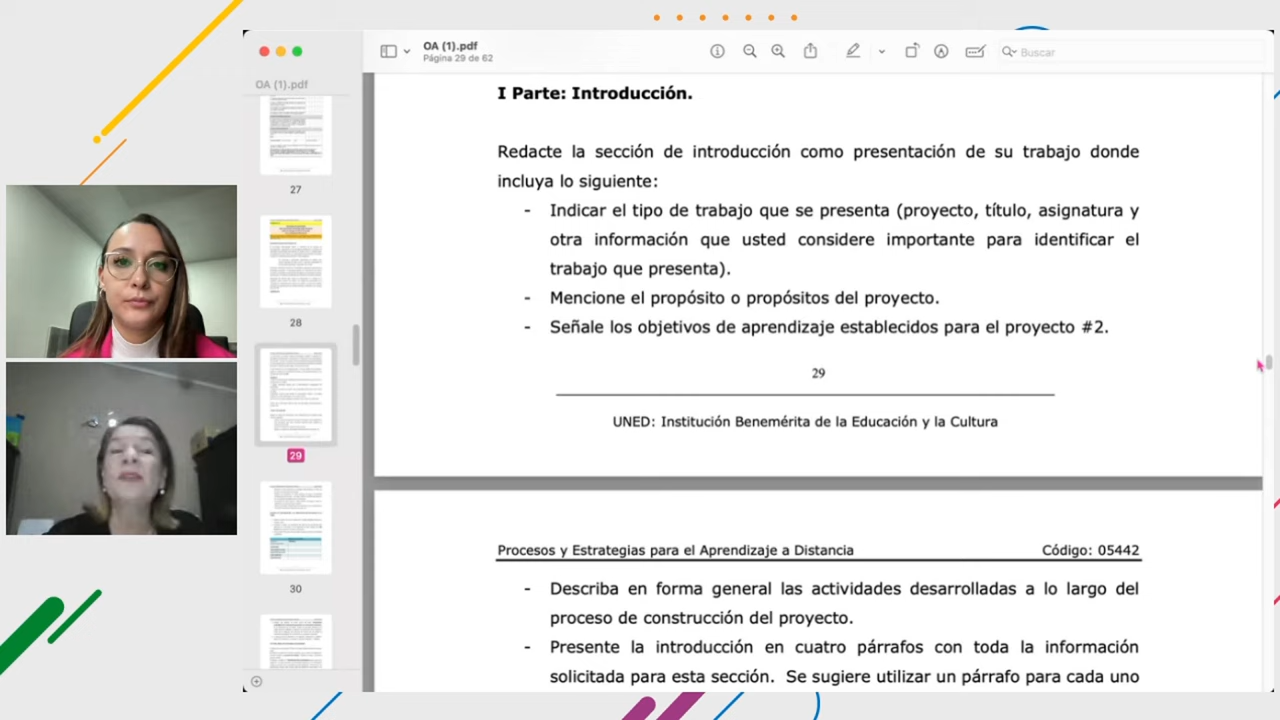 OA (1).pdf
Página 29 de 62
Buscar
OA (1).pdf
27
28
29
30
I Parte: Introducción.
Redacte la sección de introducción como presentación de su trabajo donde
incluya lo siguiente:
- Indicar el tipo de trabajo que se presenta (proyecto, título, asignatura y
otra información usted considere importante para identificar el
trabajo que presenta).
- Mencione el propósito o propósitos del proyecto.
- Señale los objetivos de aprendizaje establecidos para el proyecto #2.
29
UNED: Institución Benemérita de la Educación y la Cultura
Procesos y Estrategias para el Aprendizaje a Distancia
Código: 05442
- Describa en forma general las actividades desarrolladas a lo largo del
proceso de construcción del proyecto.
- Presente la introducción en cuatro párrafos con toda la información
solicitada para esta sección. Se sugiere utilizar un párrafo para cada uno